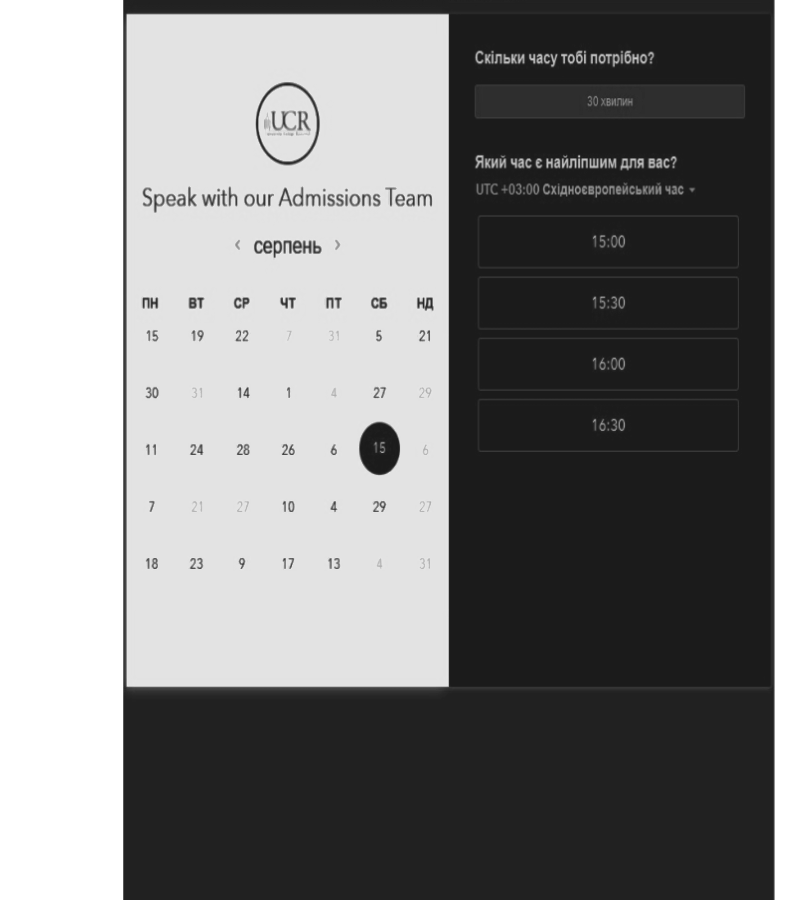 UCR
Speak with our Admissions Team
‹ серпень ›
ПН ВТ СР ЧТ ПТ СБ НД
15 19 22 7 31 5 21
30 31 14 1 4 27 29
11 24 28 26 6 15 6
7 21 27 10 4 29 27
18 23 9 17 13 4 31
Скільки часу тобі потрібно?
30 хвилин
Який час є найліпшим для вас?
UTC +03:00 Східноєвропейський час
15:00
15:30
16:00
16:30